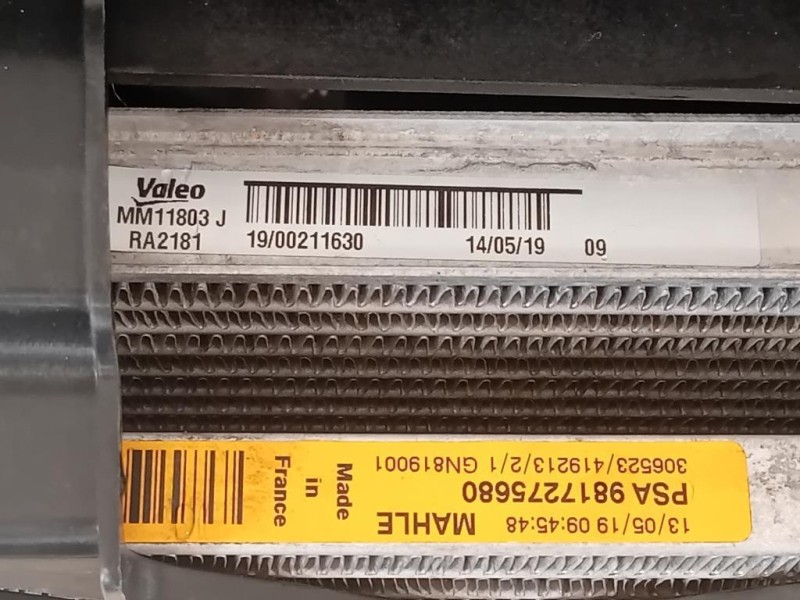 Valeo
MM11803 J
RA2181
19/00211630
14/05/19
09
13/05/19 09:45:48
MAHLE
PSA 9817275680
306523/419213/2/1 GN819001
Made
in
France